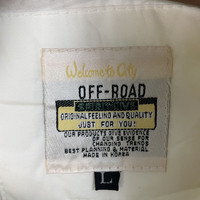 Welcome to City
OFF-ROAD
ORIGINAL FEELING AND QUALITY
JUST FOR YOU!
OUR PRODUCTS GIVE EVIDENCE
OF OUR SENSE FOR
CHANGING TRENDS
BEST PLANNING & MATERIAL
MADE IN KOREA
L